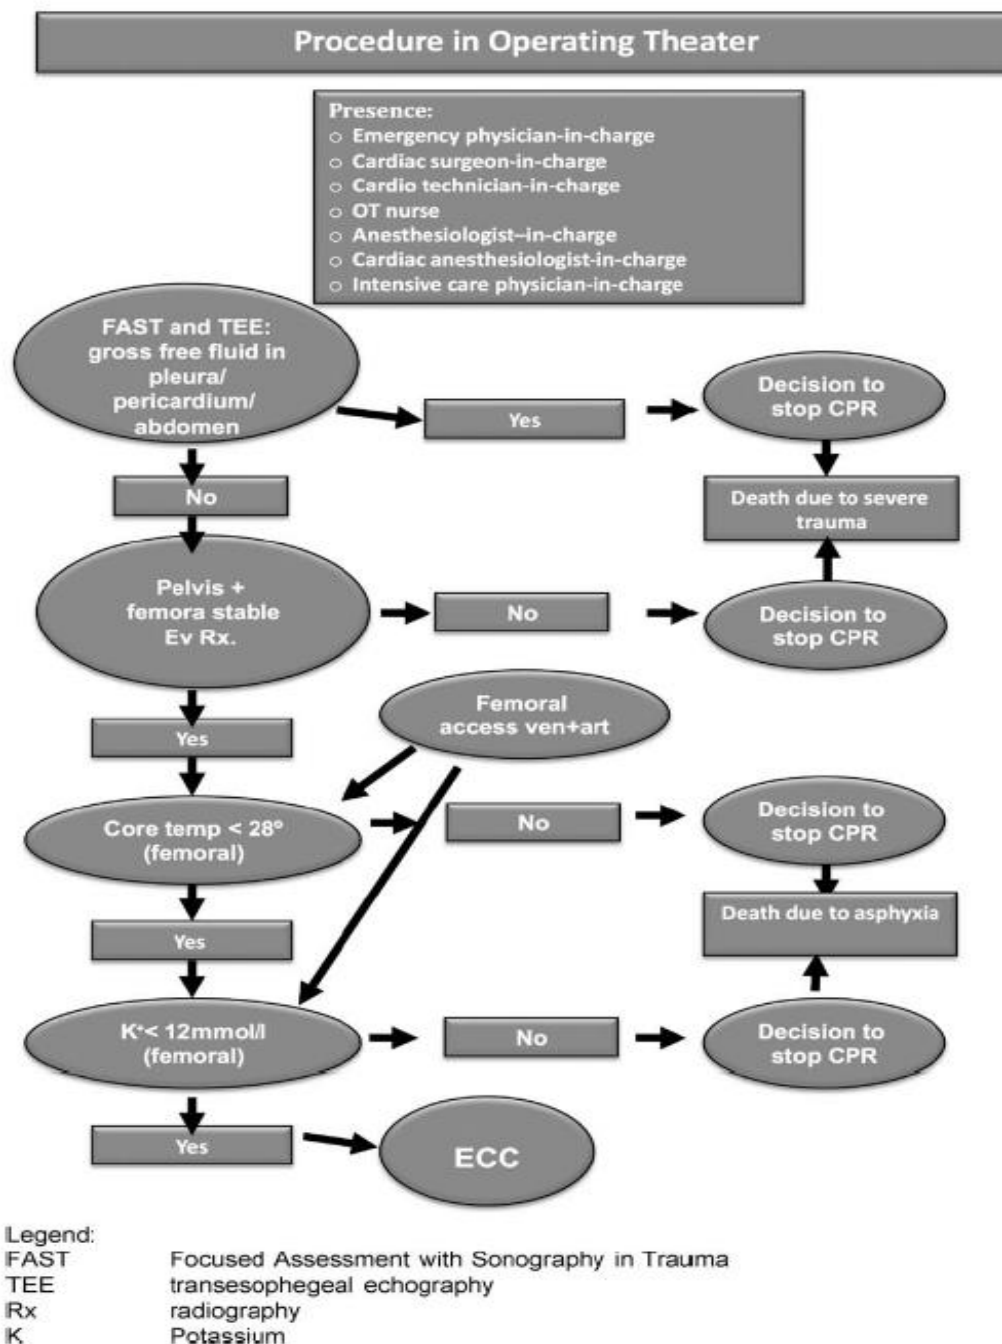 Procedure in Operating Theater
Presence:
○ Emergency physician-in-charge
○ Cardiac surgeon-in-charge
○ Cardio technician-in-charge
○ OT nurse
○ Anesthesiologist–in-charge
○ Cardiac anesthesiologist-in-charge
○ Intensive care physician-in-charge
FAST and TEE:
gross free fluid in
pleura/
pericardium/
abdomen
Yes
Decision to
stop CPR
No
Death due to severe
trauma
Pelvis +
femora stable
Ev Rx.
No
Decision to
stop CPR
Femoral
access ven+art
Yes
Core temp < 28°
(femoral)
No
Decision to
stop CPR
Yes
Death due to asphyxia
K⁺< 12mmol/l
(femoral)
No
Decision to
stop CPR
Yes
ECC
Legend:
FAST Focused Assessment with Sonography in Trauma
TEE transesophegeal echography
Rx radiography
K Potassium